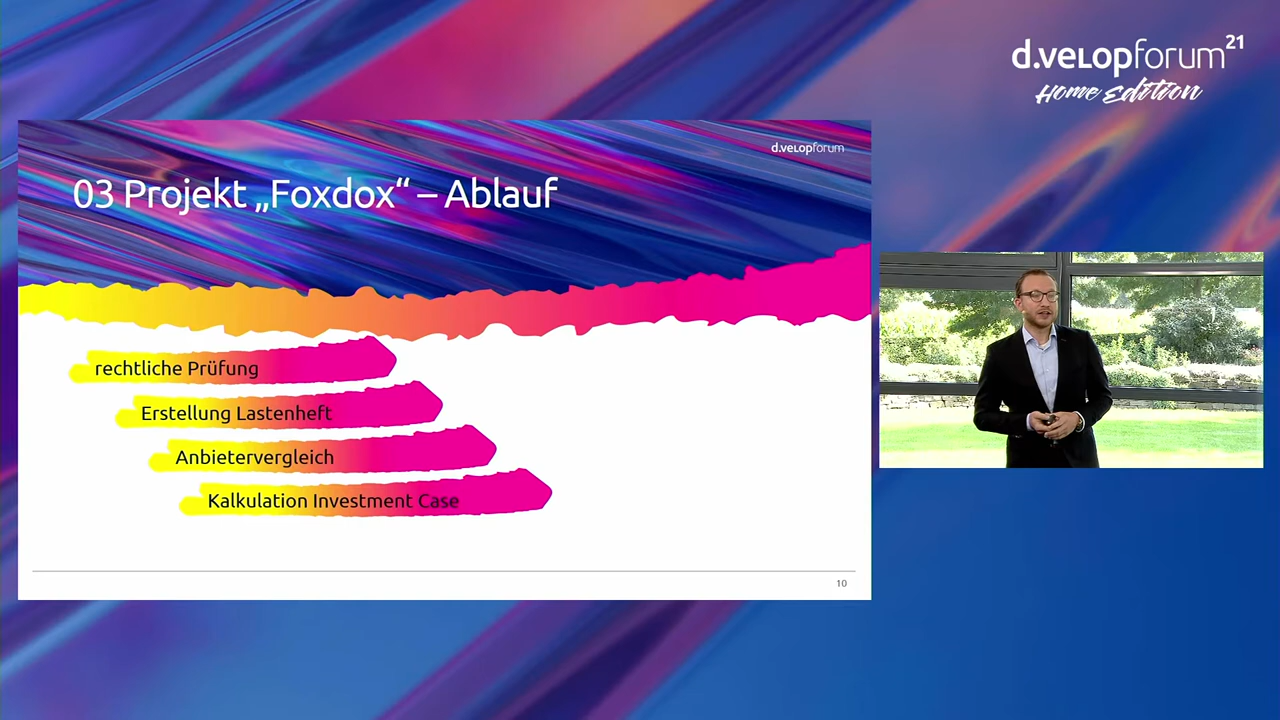 d.velopforum21
Home Edition
d.velopforum
03 Projekt „Foxdox“ – Ablauf
rechtliche Prüfung
Erstellung Lastenheft
Anbietervergleich
Kalkulation Investment Case
10